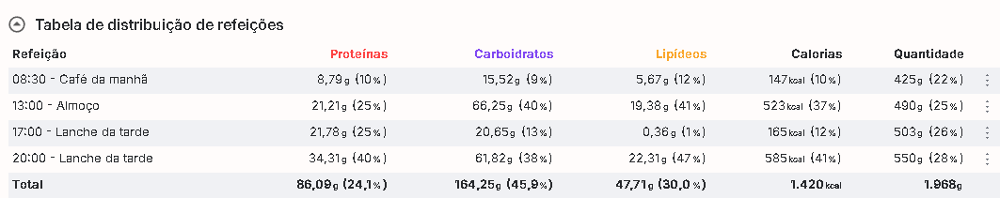 Tabela de distribuição de refeições
Refeição Proteínas Carboidratos Lipídeos Calorias Quantidade
08:30 - Café da manhã 8,79g (10%) 15,52g (9%) 5,67g (12%) 147kcal (10%) 425g (22%)
13:00 - Almoço 21,21g (25%) 66,25g (40%) 19,38g (41%) 523kcal (37%) 490g (25%)
17:00 - Lanche da tarde 21,78g (25%) 20,65g (13%) 0,36g (1%) 165kcal (12%) 503g (26%)
20:00 - Lanche da tarde 34,31g (40%) 61,82g (38%) 22,31g (47%) 585kcal (41%) 550g (28%)
Total 86,09g (24,1%) 164,25g (45,9%) 47,71g (30,0%) 1.420kcal 1.968g